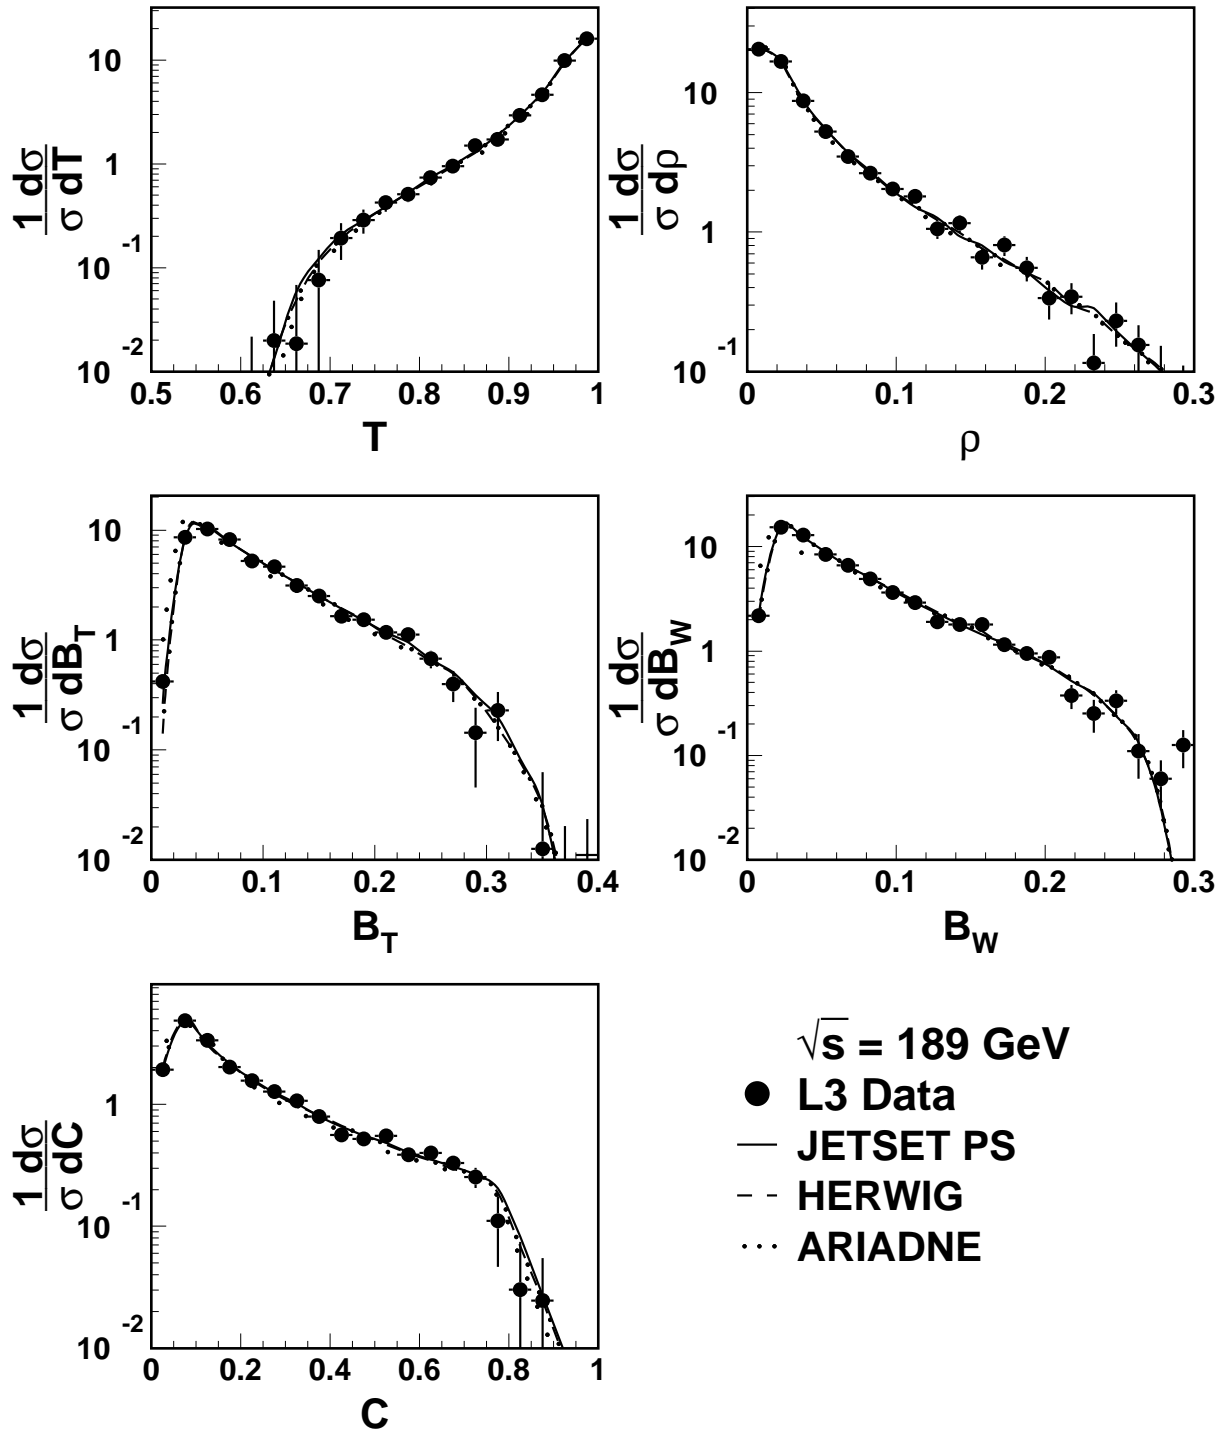 10
1
10 -1
10 -2
1 dσ
σ dT
0.5 0.6 0.7 0.8 0.9 1
T
10
1
10 -1
1 dσ
σ dρ
0 0.1 0.2 0.3
ρ
10
1
10 -1
10 -2
1 dσ
σ dB_T
0 0.1 0.2 0.3 0.4
B_T
10
1
10 -1
10 -2
1 dσ
σ dB_W
0 0.1 0.2 0.3
B_W
1
10 -1
10 -2
1 dσ
σ dC
0 0.2 0.4 0.6 0.8 1
C
√s = 189 GeV
L3 Data
JETSET PS
HERWIG
ARIADNE